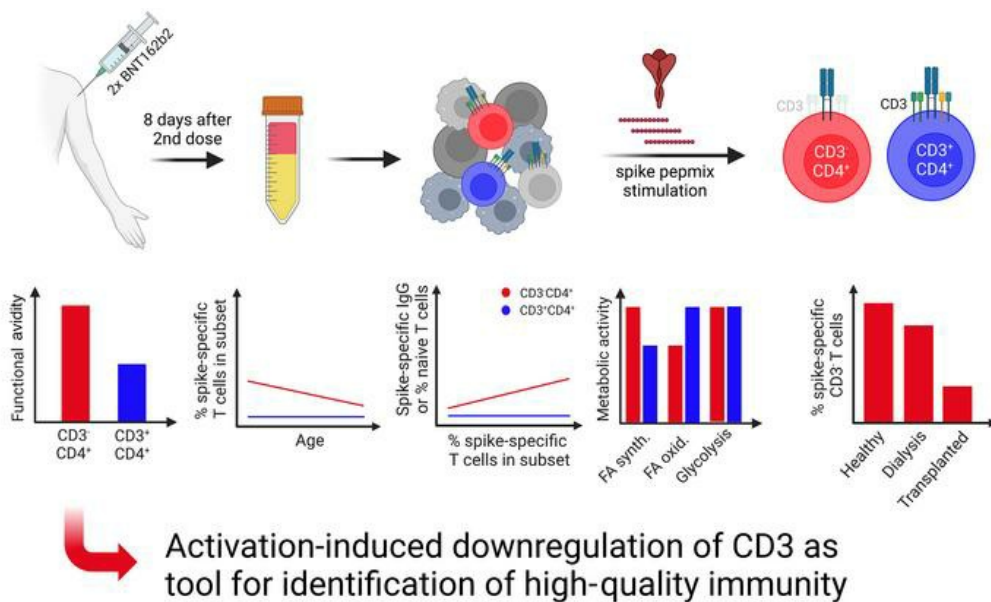 2x BNT162b2
8 days after
2nd dose
spike pepmix
stimulation
CD3
CD3⁻
CD4⁺
CD3
CD3⁺
CD4⁺
Functional avidity
CD3⁻
CD4⁺
CD3⁺
CD4⁺
% spike-specific
T cells in subset
Age
Spike-specific IgG
or % naive T cells
CD3⁻CD4⁺
CD3⁺CD4⁺
% spike-specific
T cells in subset
Metabolic activity
FA synth.
FA oxid.
Glycolysis
% spike-specific
CD3⁻ T cells
Healthy
Dialysis
Transplanted
Activation-induced downregulation of CD3 as
tool for identification of high-quality immunity